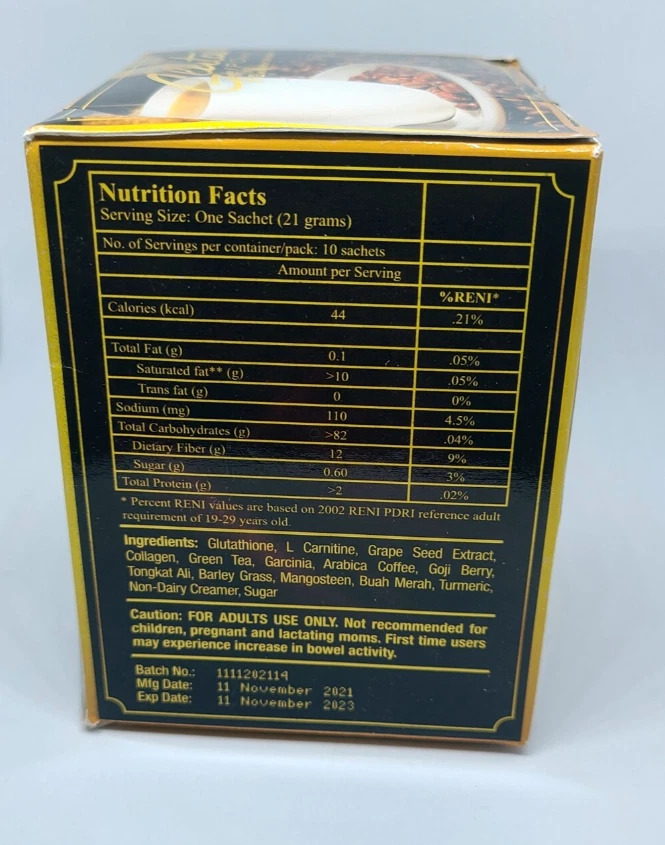 Nutrition Facts
Serving Size: One Sachet (21 grams)
No. of Servings per container/pack: 10 sachets
Amount per Serving
%RENI*
Calories (kcal) 44 .21%
Total Fat (g) 0.1 .05%
Saturated fat** (g) >10 .05%
Trans fat (g) 0 0%
Sodium (mg) 110 4.5%
Total Carbohydrates (g) >82 .04%
Dietary Fiber (g) 12 9%
Sugar (g) 0.60 3%
Total Protein (g) >2 .02%
* Percent RENI values are based on 2002 RENI PDRI reference adult
requirement of 19-29 years old.
Ingredients: Glutathione, L Carnitine, Grape Seed Extract,
Collagen, Green Tea, Garcinia, Arabica Coffee, Goji Berry,
Tongkat Ali, Barley Grass, Mangosteen, Buah Merah, Turmeric,
Non-Dairy Creamer, Sugar
Caution: FOR ADULTS USE ONLY. Not recommended for
children, pregnant and lactating moms. First time users
may experience increase in bowel activity.
Batch No.: 1111202114
Mfg Date: 11 November 2021
Exp Date: 11 November 2023